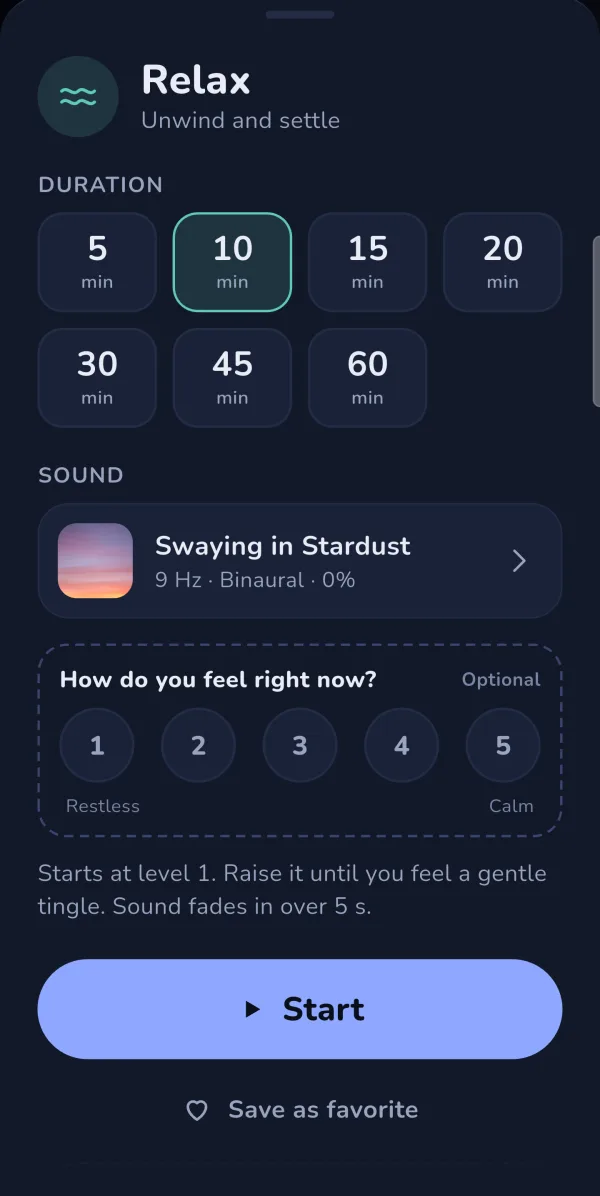 Relax
Unwind and settle
DURATION
5
min
10
min
15
min
20
min
30
min
45
min
60
min
SOUND
Swaying in Stardust
9 Hz · Binaural · 0%
How do you feel right now?
Optional
1
2
3
4
5
Restless
Calm
Starts at level 1. Raise it until you feel a gentle
tingle. Sound fades in over 5 s.
Start
Save as favorite